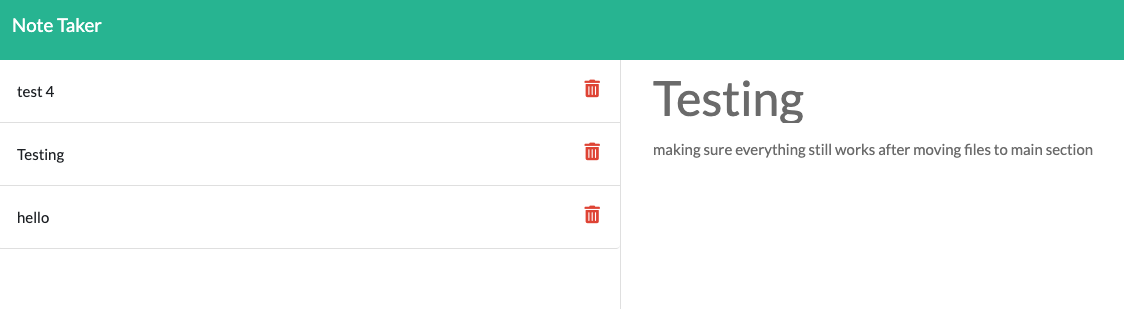 Note Taker
test 4
Testing
hello
Testing
making sure everything still works after moving files to main section